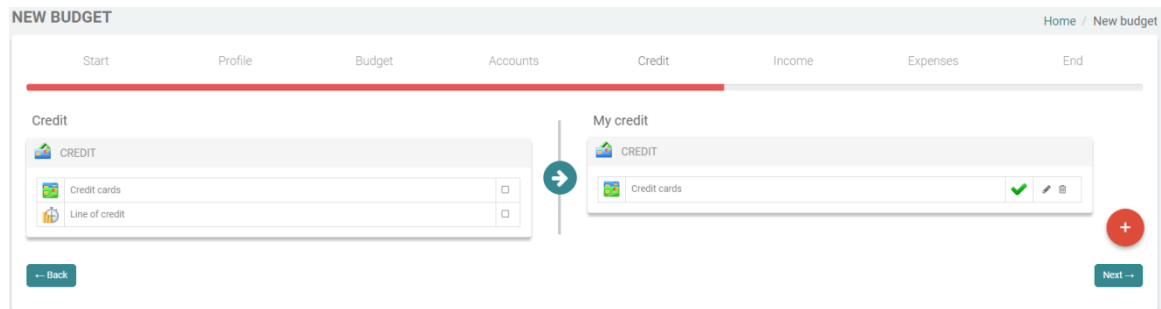 NEW BUDGET
Home / New budget
Start Profile Budget Accounts Credit Income Expenses End
Credit
CREDIT
Credit cards
Line of credit
My credit
CREDIT
Credit cards
+
← Back
Next →